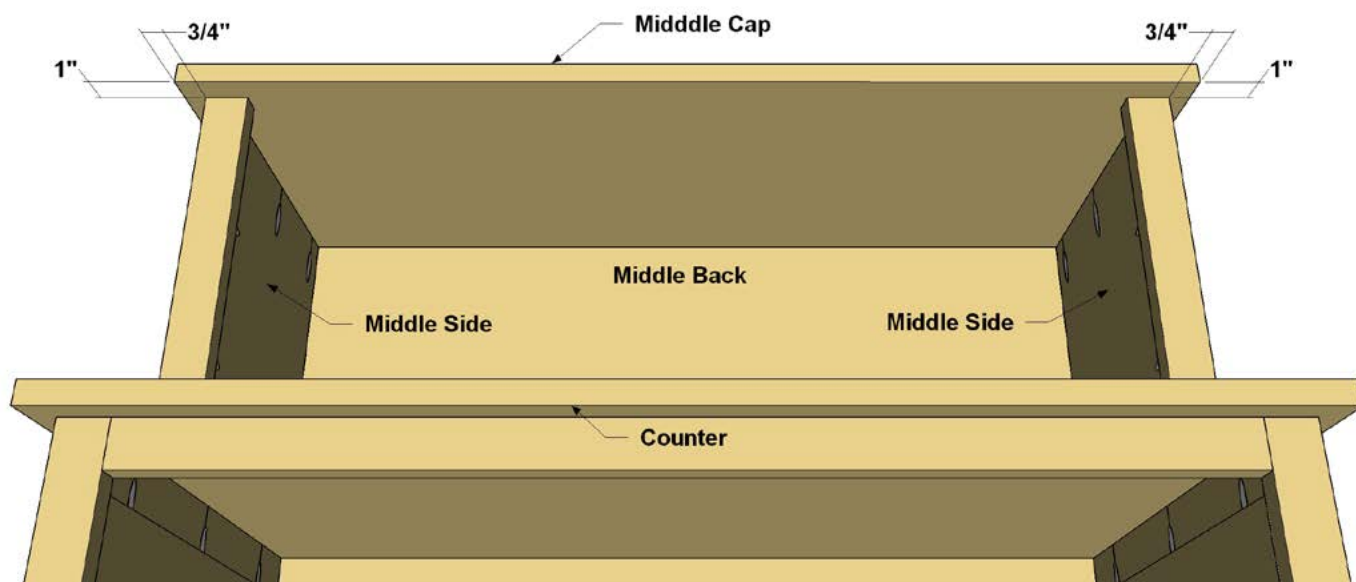 Midddle Cap
3/4"
3/4"
1"
1"
Middle Back
Middle Side
Middle Side
Counter